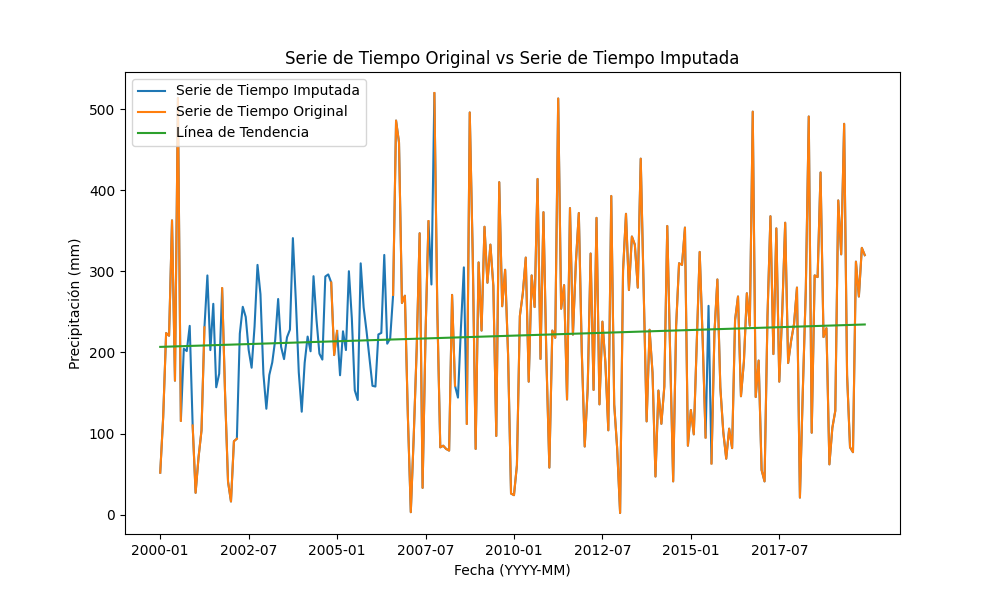 Serie de Tiempo Original vs Serie de Tiempo Imputada
Serie de Tiempo Imputada
Serie de Tiempo Original
Línea de Tendencia
Precipitación (mm)
500
400
300
200
100
0
2000-01 2002-07 2005-01 2007-07 2010-01 2012-07 2015-01 2017-07
Fecha (YYYY-MM)